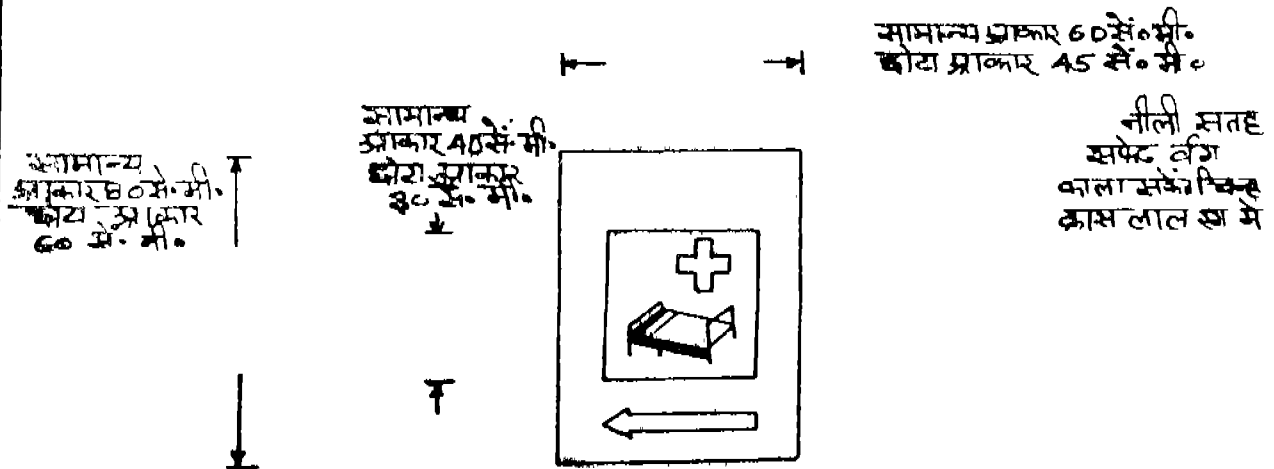 सामान्य आकार 60 सें॰ मी॰
छोटा आकार 45 सें॰ मी॰
सामान्य
आकार 40 सें॰ मी॰
छोटा आकार
30 सें॰ मी॰
सामान्य
आकार 80 से॰ मी॰
छोटा आकार
60 से॰ मी॰
नीली सतह
सफेद वर्ग
काला संकेत चिन्ह
क्रास लाल रंग मे